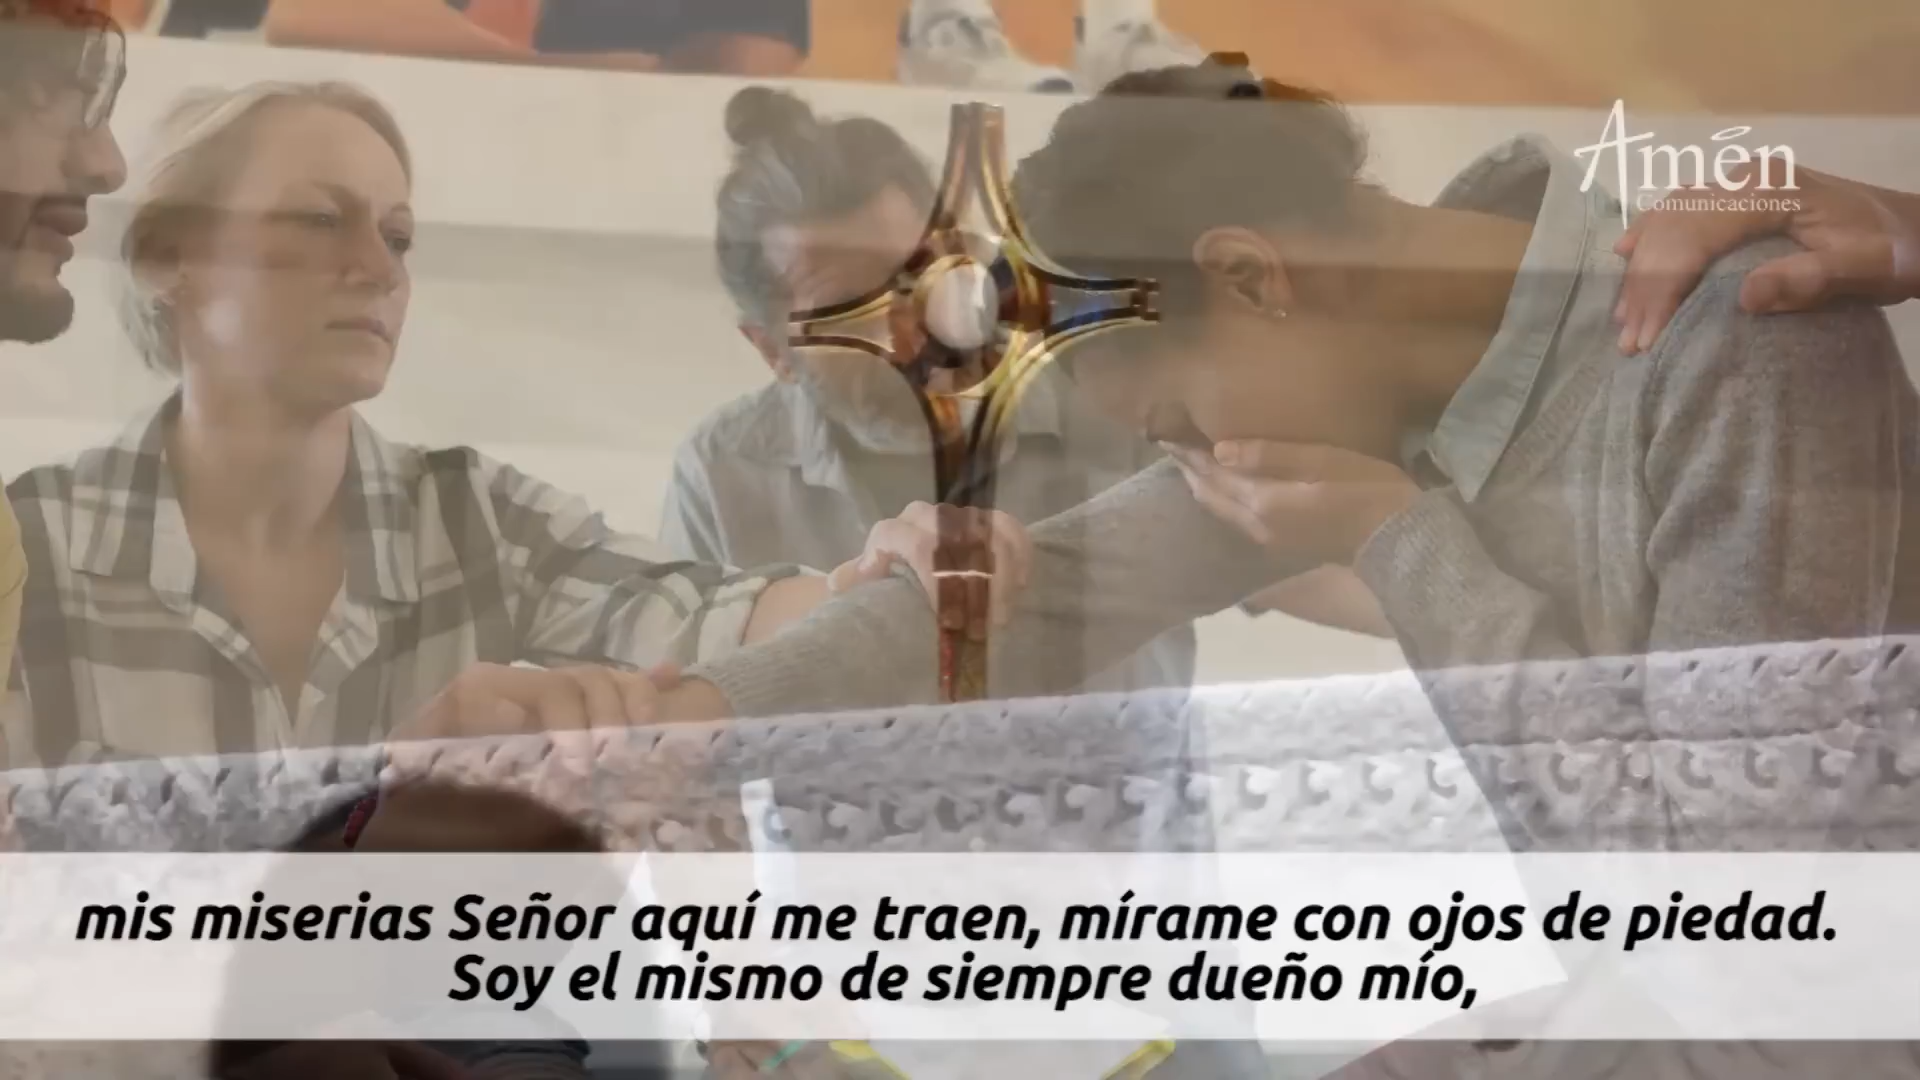 Amén
Comunicaciones
mis miserias Señor aquí me traen, mírame con ojos de piedad.
Soy el mismo de siempre dueño mío,